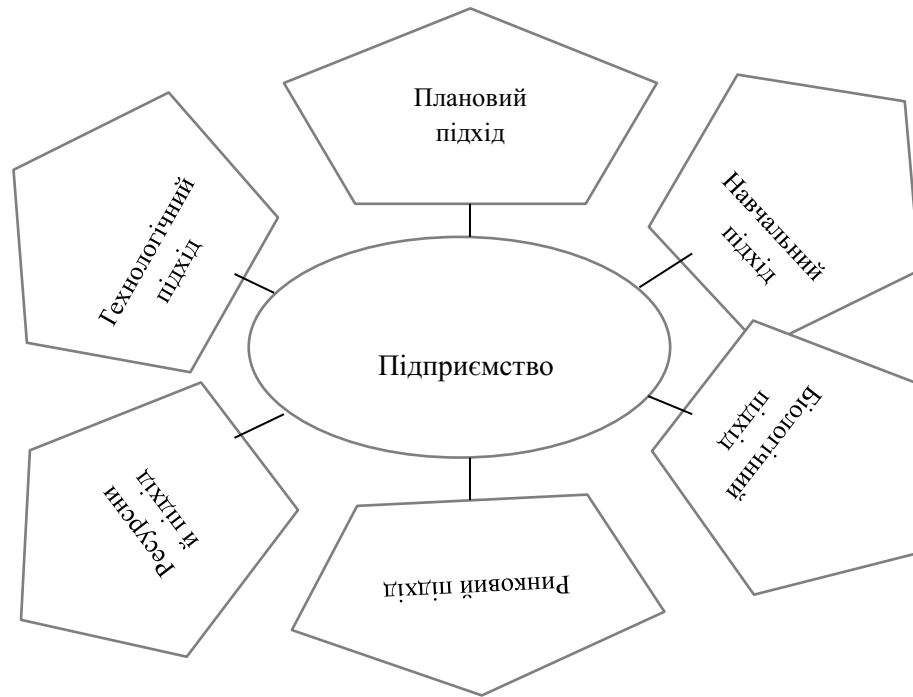 Плановий
підхід
Технологічний
підхід
Навчальний
підхід
Підприємство
Біологічний
підхід
Ресурсни
й підхід
Ринковий підхід